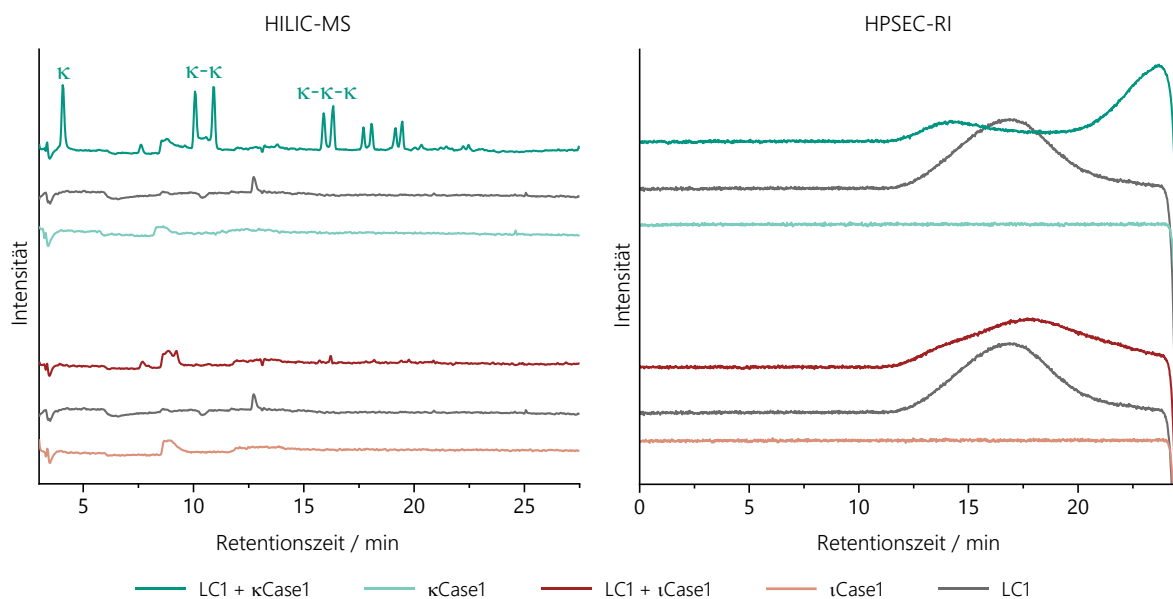 HILIC-MS
κ
κ-κ
κ-κ-κ
Intensität
5
10
15
20
25
Retentionszeit / min
HPSEC-RI
Intensität
0
5
10
15
20
Retentionszeit / min
LC1 + κCase1
κCase1
LC1 + ιCase1
ιCase1
LC1